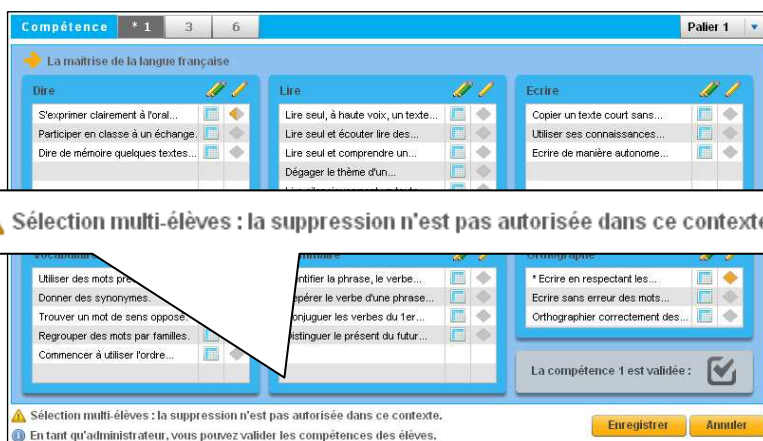 Compétence * 1 3 6 Palier 1
La maîtrise de la langue française
Dire
S'exprimer clairement à l'oral...
Participer en classe à un échange.
Dire de mémoire quelques textes...
Lire
Lire seul, à haute voix, un texte...
Lire seul et écouter lire des...
Lire seul et comprendre un...
Dégager le thème d'un...
Ecrire
Copier un texte court sans...
Utiliser ses connaissances...
Ecrire de manière autonome...
Sélection multi-élèves : la suppression n'est pas autorisée dans ce contexte
Vocabulaire
Utiliser des mots
Donner des synonymes.
Trouver un mot de sens opposé.
Regrouper des mots par familles.
Commencer à utiliser l'ordre...
la phrase, le verbe...
le verbe d'une phrase...
les verbes du 1er...
le présent du futur...
Orthographe
* Ecrire en respectant les...
Ecrire sans erreur des mots...
Orthographier correctement des...
La compétence 1 est validée :
Sélection multi-élèves : la suppression n'est pas autorisée dans ce contexte.
En tant qu'administrateur, vous pouvez valider les compétences des élèves.
Enregistrer Annuler